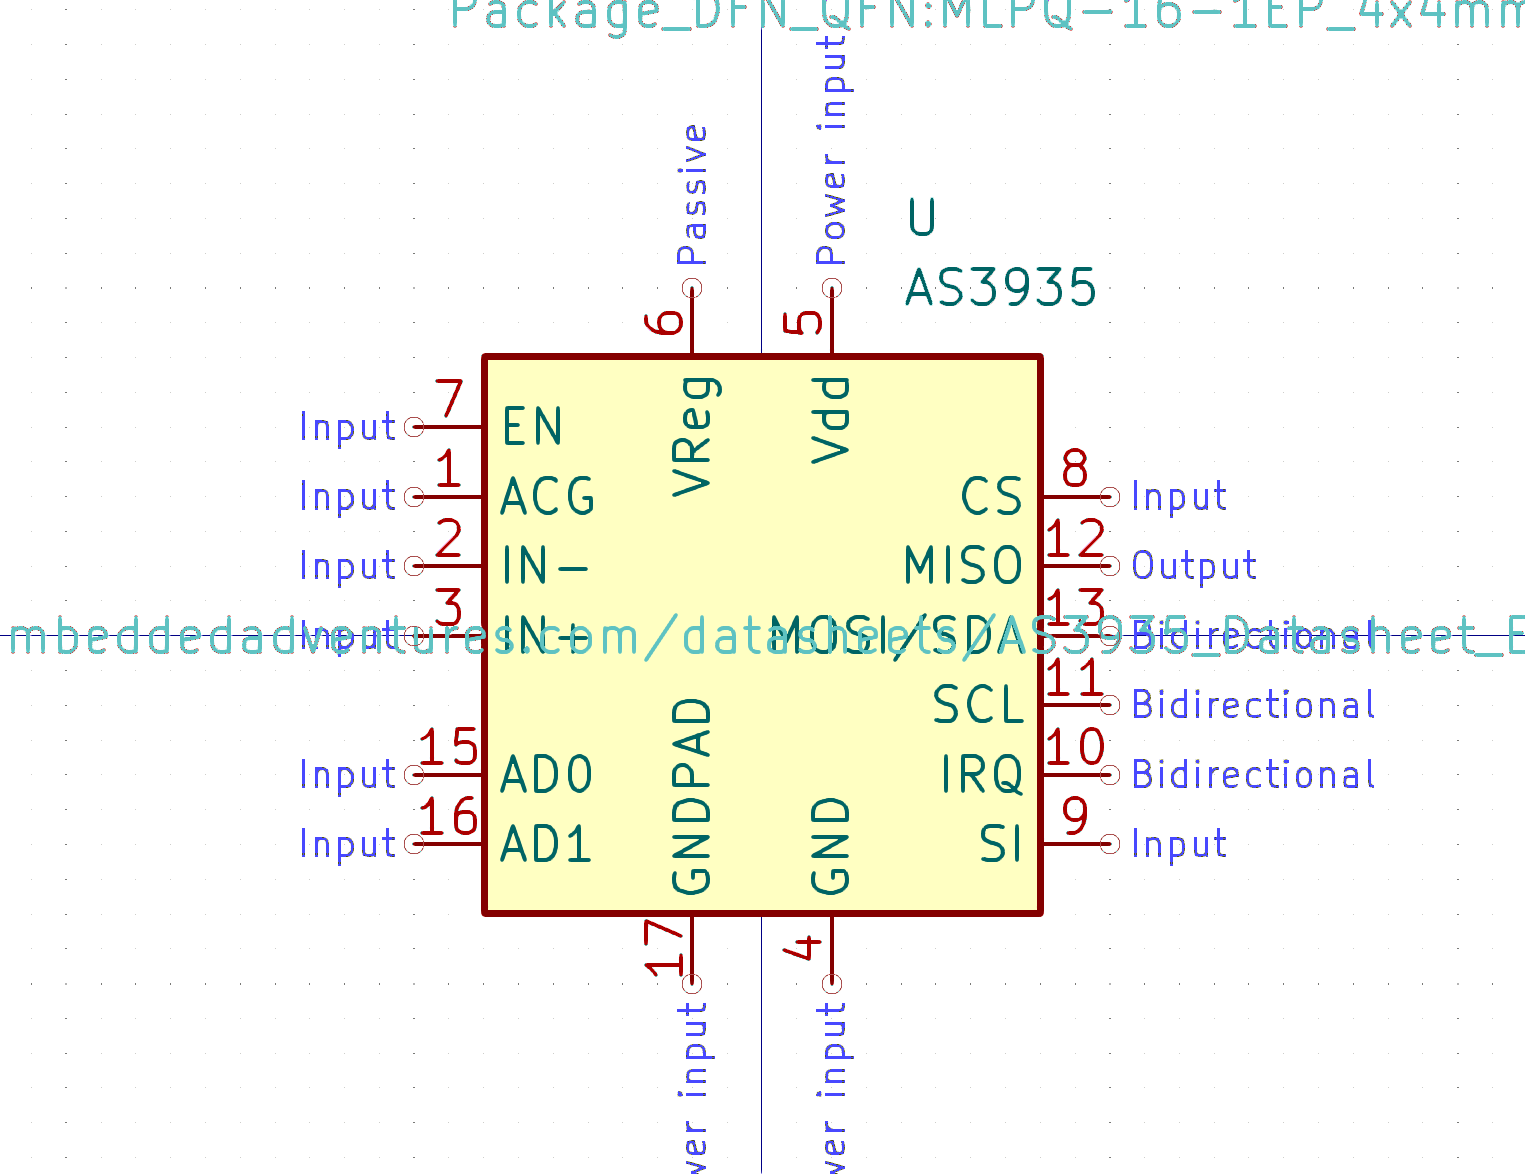 Package_DFN_QFN:MLPQ-16-1EP_4x4mm
Passive
Power input
U
AS3935
6
5
VReg
Vdd
Input 7 EN
Input 1 ACG
CS 8 Input
Input 2 IN-
MISO 12 Output
Input 3 IN+
MOSI/SDA 13 Bidirectional
mbeddedadventures.com/datasheets/AS3935_Datasheet_E
SCL 11 Bidirectional
Input 15 AD0
IRQ 10 Bidirectional
Input 16 AD1
SI 9 Input
GNDPAD
GND
17
4
wer input
wer input